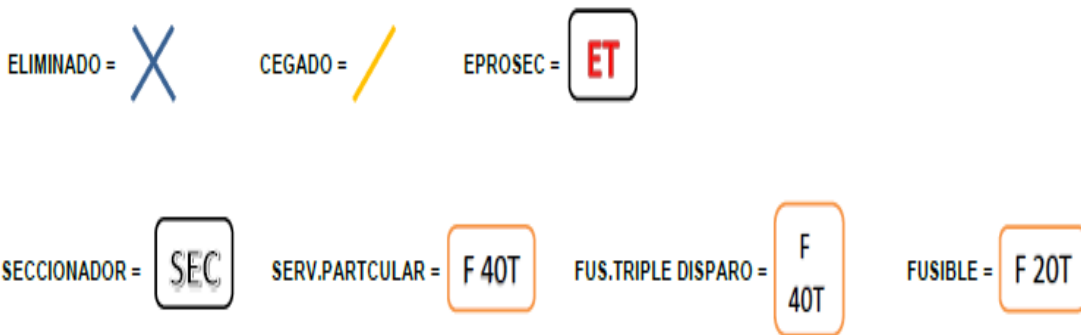 ELIMINADO = CEGADO = EPROSEC = ET
SECCIONADOR = SEC SERV.PARTCULAR = F 40T FUS.TRIPLE DISPARO = F
40T
FUSIBLE = F 20T